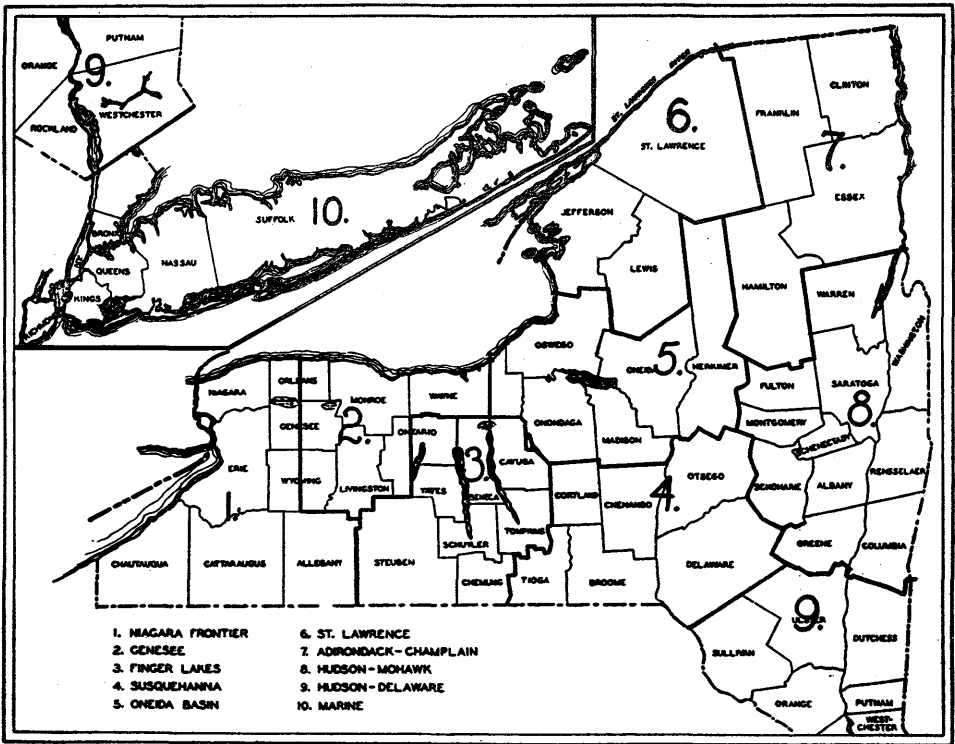 PUTNAM
ORANGE
9.
WESTCHESTER
ROCKLAND
SUFFOLK
10.
BRONX
NASSAU
QUEENS
KINGS
ST. LAWRENCE RIVER
6.
ST. LAWRENCE
FRANKLIN
CLINTON
7.
ESSEX
JEFFERSON
LEWIS
HAMILTON
WARREN
WASHINGTON
OSWEGO
ONEIDA
5.
HERKIMER
FULTON
SARATOGA
8.
MONTGOMERY
SCHENECTADY
RENSSELAER
NIAGARA
ORLEANS
MONROE
WAYNE
GENESEE
2.
ONTARIO
ONONDAGA
MADISON
CAYUGA
3.
ERIE
WYOMING
LIVINGSTON
YATES
SENECA
CORTLAND
CHENANGO
4.
OTSEGO
SCHOHARIE
ALBANY
1.
SCHUYLER
TOMPKINS
GREENE
COLUMBIA
CHAUTAUQUA
CATTARAUGUS
ALLEGANY
STEUBEN
CHEMUNG
TIOGA
BROOME
DELAWARE
9.
ULSTER
DUTCHESS
SULLIVAN
ORANGE
PUTNAM
WEST-
CHESTER
1. NIAGARA FRONTIER
2. GENESEE
3. FINGER LAKES
4. SUSQUEHANNA
5. ONEIDA BASIN
6. ST. LAWRENCE
7. ADIRONDACK-CHAMPLAIN
8. HUDSON-MOHAWK
9. HUDSON-DELAWARE
10. MARINE